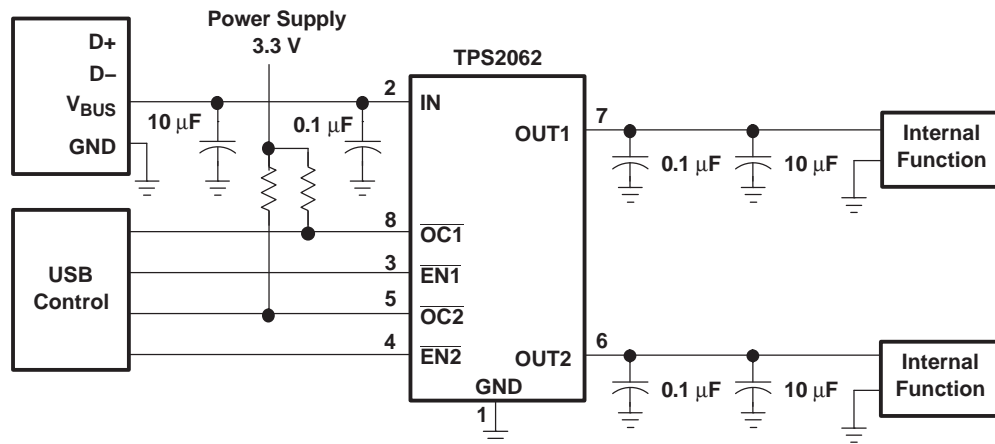 Power Supply
3.3 V
D+
D−
VBUS
GND
10 μF
0.1 μF
TPS2062
2
IN
7
OUT1
0.1 μF
10 μF
Internal
Function
USB
Control
8
OC1
3
EN1
5
OC2
4
EN2
6
OUT2
GND
1
0.1 μF
10 μF
Internal
Function